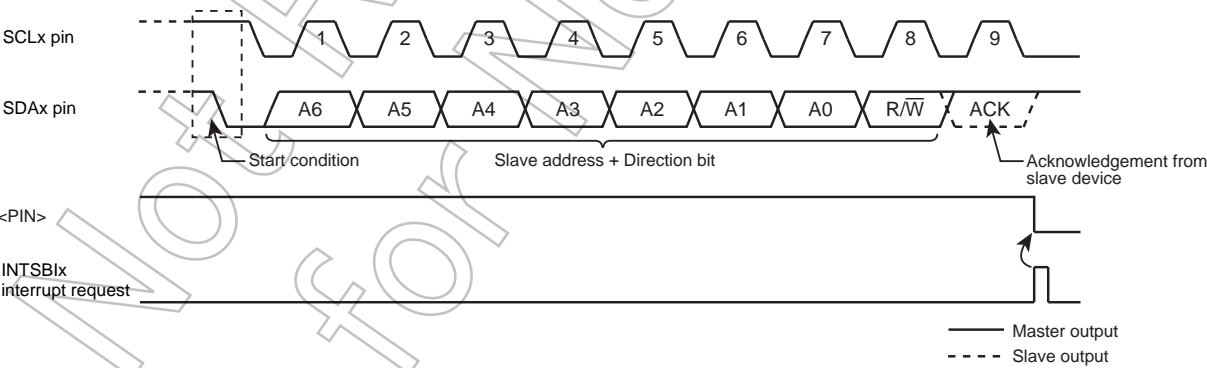 SCLx pin
1 2 3 4 5 6 7 8 9
SDAx pin
A6 A5 A4 A3 A2 A1 A0 R/W̅ ACK
Start condition
Slave address + Direction bit
Acknowledgement from
slave device
<PIN>
INTSBIx
interrupt request
Master output
Slave output